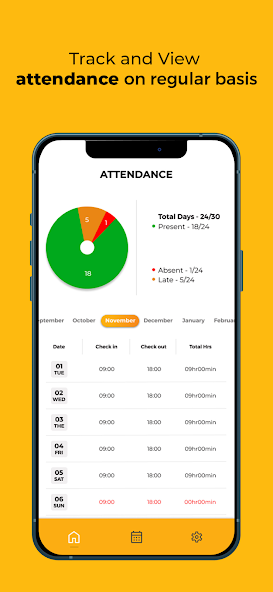 Track and View
attendance on regular basis
ATTENDANCE
5
1
18
Total Days - 24/30
Present - 18/24
Absent - 1/24
Late - 5/24
eptember October November December January Februa
Date Check in Check out Total Hrs
01
TUE 09:00 18:00 09hr00min
02
WED 09:00 18:00 09hr00min
03
THE 09:00 18:00 09hr00min
04
FRI 09:00 18:00 09hr00min
05
SAT 09:00 18:00 09hr00min
06
SUN 09:00 18:00 00hr00min